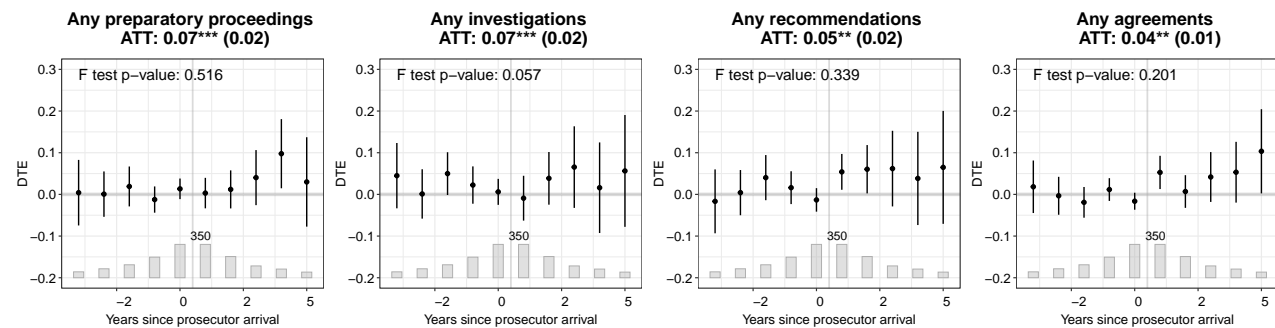 Any preparatory proceedings
ATT: 0.07*** (0.02)
F test p−value: 0.516
DTE
0.3
0.2
0.1
0.0
−0.1
−0.2
350
−2 0 2 5
Years since prosecutor arrival
Any investigations
ATT: 0.07*** (0.02)
F test p−value: 0.057
DTE
0.3
0.2
0.1
0.0
−0.1
−0.2
350
−2 0 2 5
Years since prosecutor arrival
Any recommendations
ATT: 0.05** (0.02)
F test p−value: 0.339
DTE
0.3
0.2
0.1
0.0
−0.1
−0.2
350
−2 0 2 5
Years since prosecutor arrival
Any agreements
ATT: 0.04** (0.01)
F test p−value: 0.201
DTE
0.3
0.2
0.1
0.0
−0.1
−0.2
350
−2 0 2 5
Years since prosecutor arrival